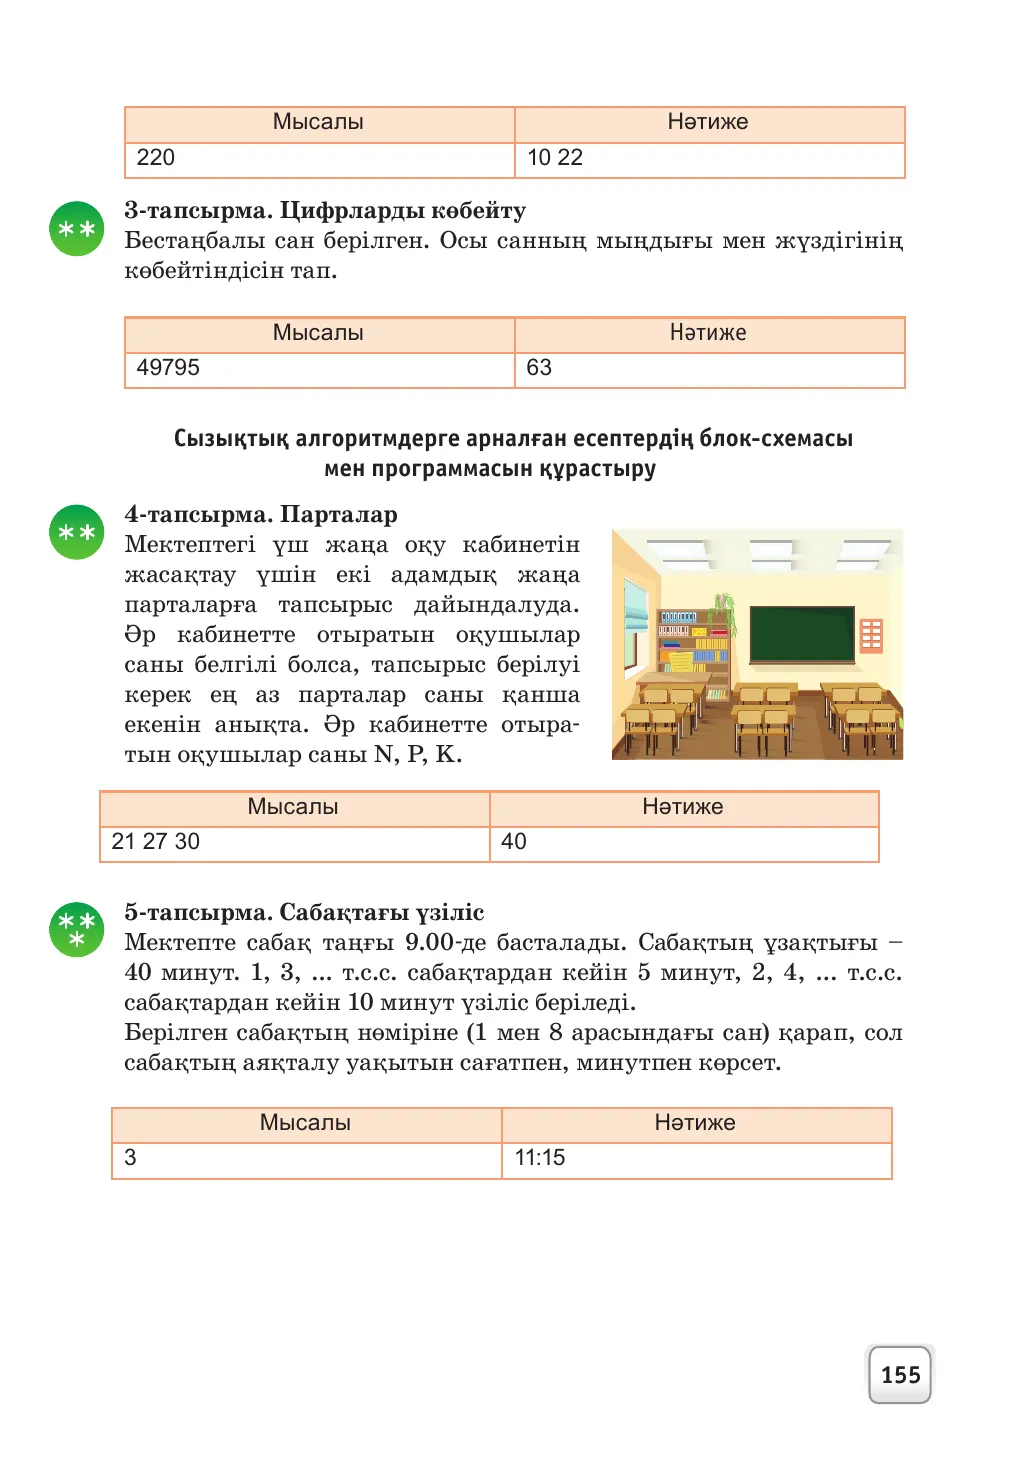 Мысалы Нәтиже
220 10 22
** 3-тапсырма. Цифрларды көбейту
Бестаңбалы сан берілген. Осы санның мыңдығы мен жүздігінің
көбейтіндісін тап.
Мысалы Нәтиже
49795 63
Сызықтық алгоритмдерге арналған есептердің блок-схемасы
мен программасын құрастыру
** 4-тапсырма. Парталар
Мектептегі үш жаңа оқу кабинетін
жасақтау үшін екі адамдық жаңа
парталарға тапсырыс дайындалуда.
Әр кабинетте отыратын оқушылар
саны белгілі болса, тапсырыс берілуі
керек ең аз парталар саны қанша
екенін анықта. Әр кабинетте отыра-
тын оқушылар саны N, P, K.
Мысалы Нәтиже
21 27 30 40
*** 5-тапсырма. Сабақтағы үзіліс
Мектепте сабақ таңғы 9.00-де басталады. Сабақтың ұзақтығы –
40 минут. 1, 3, ... т.с.с. сабақтардан кейін 5 минут, 2, 4, ... т.с.с.
сабақтардан кейін 10 минут үзіліс беріледі.
Берілген сабақтың нөміріне (1 мен 8 арасындағы сан) қарап, сол
сабақтың аяқталу уақытын сағатпен, минутпен көрсет.
Мысалы Нәтиже
3 11:15
155